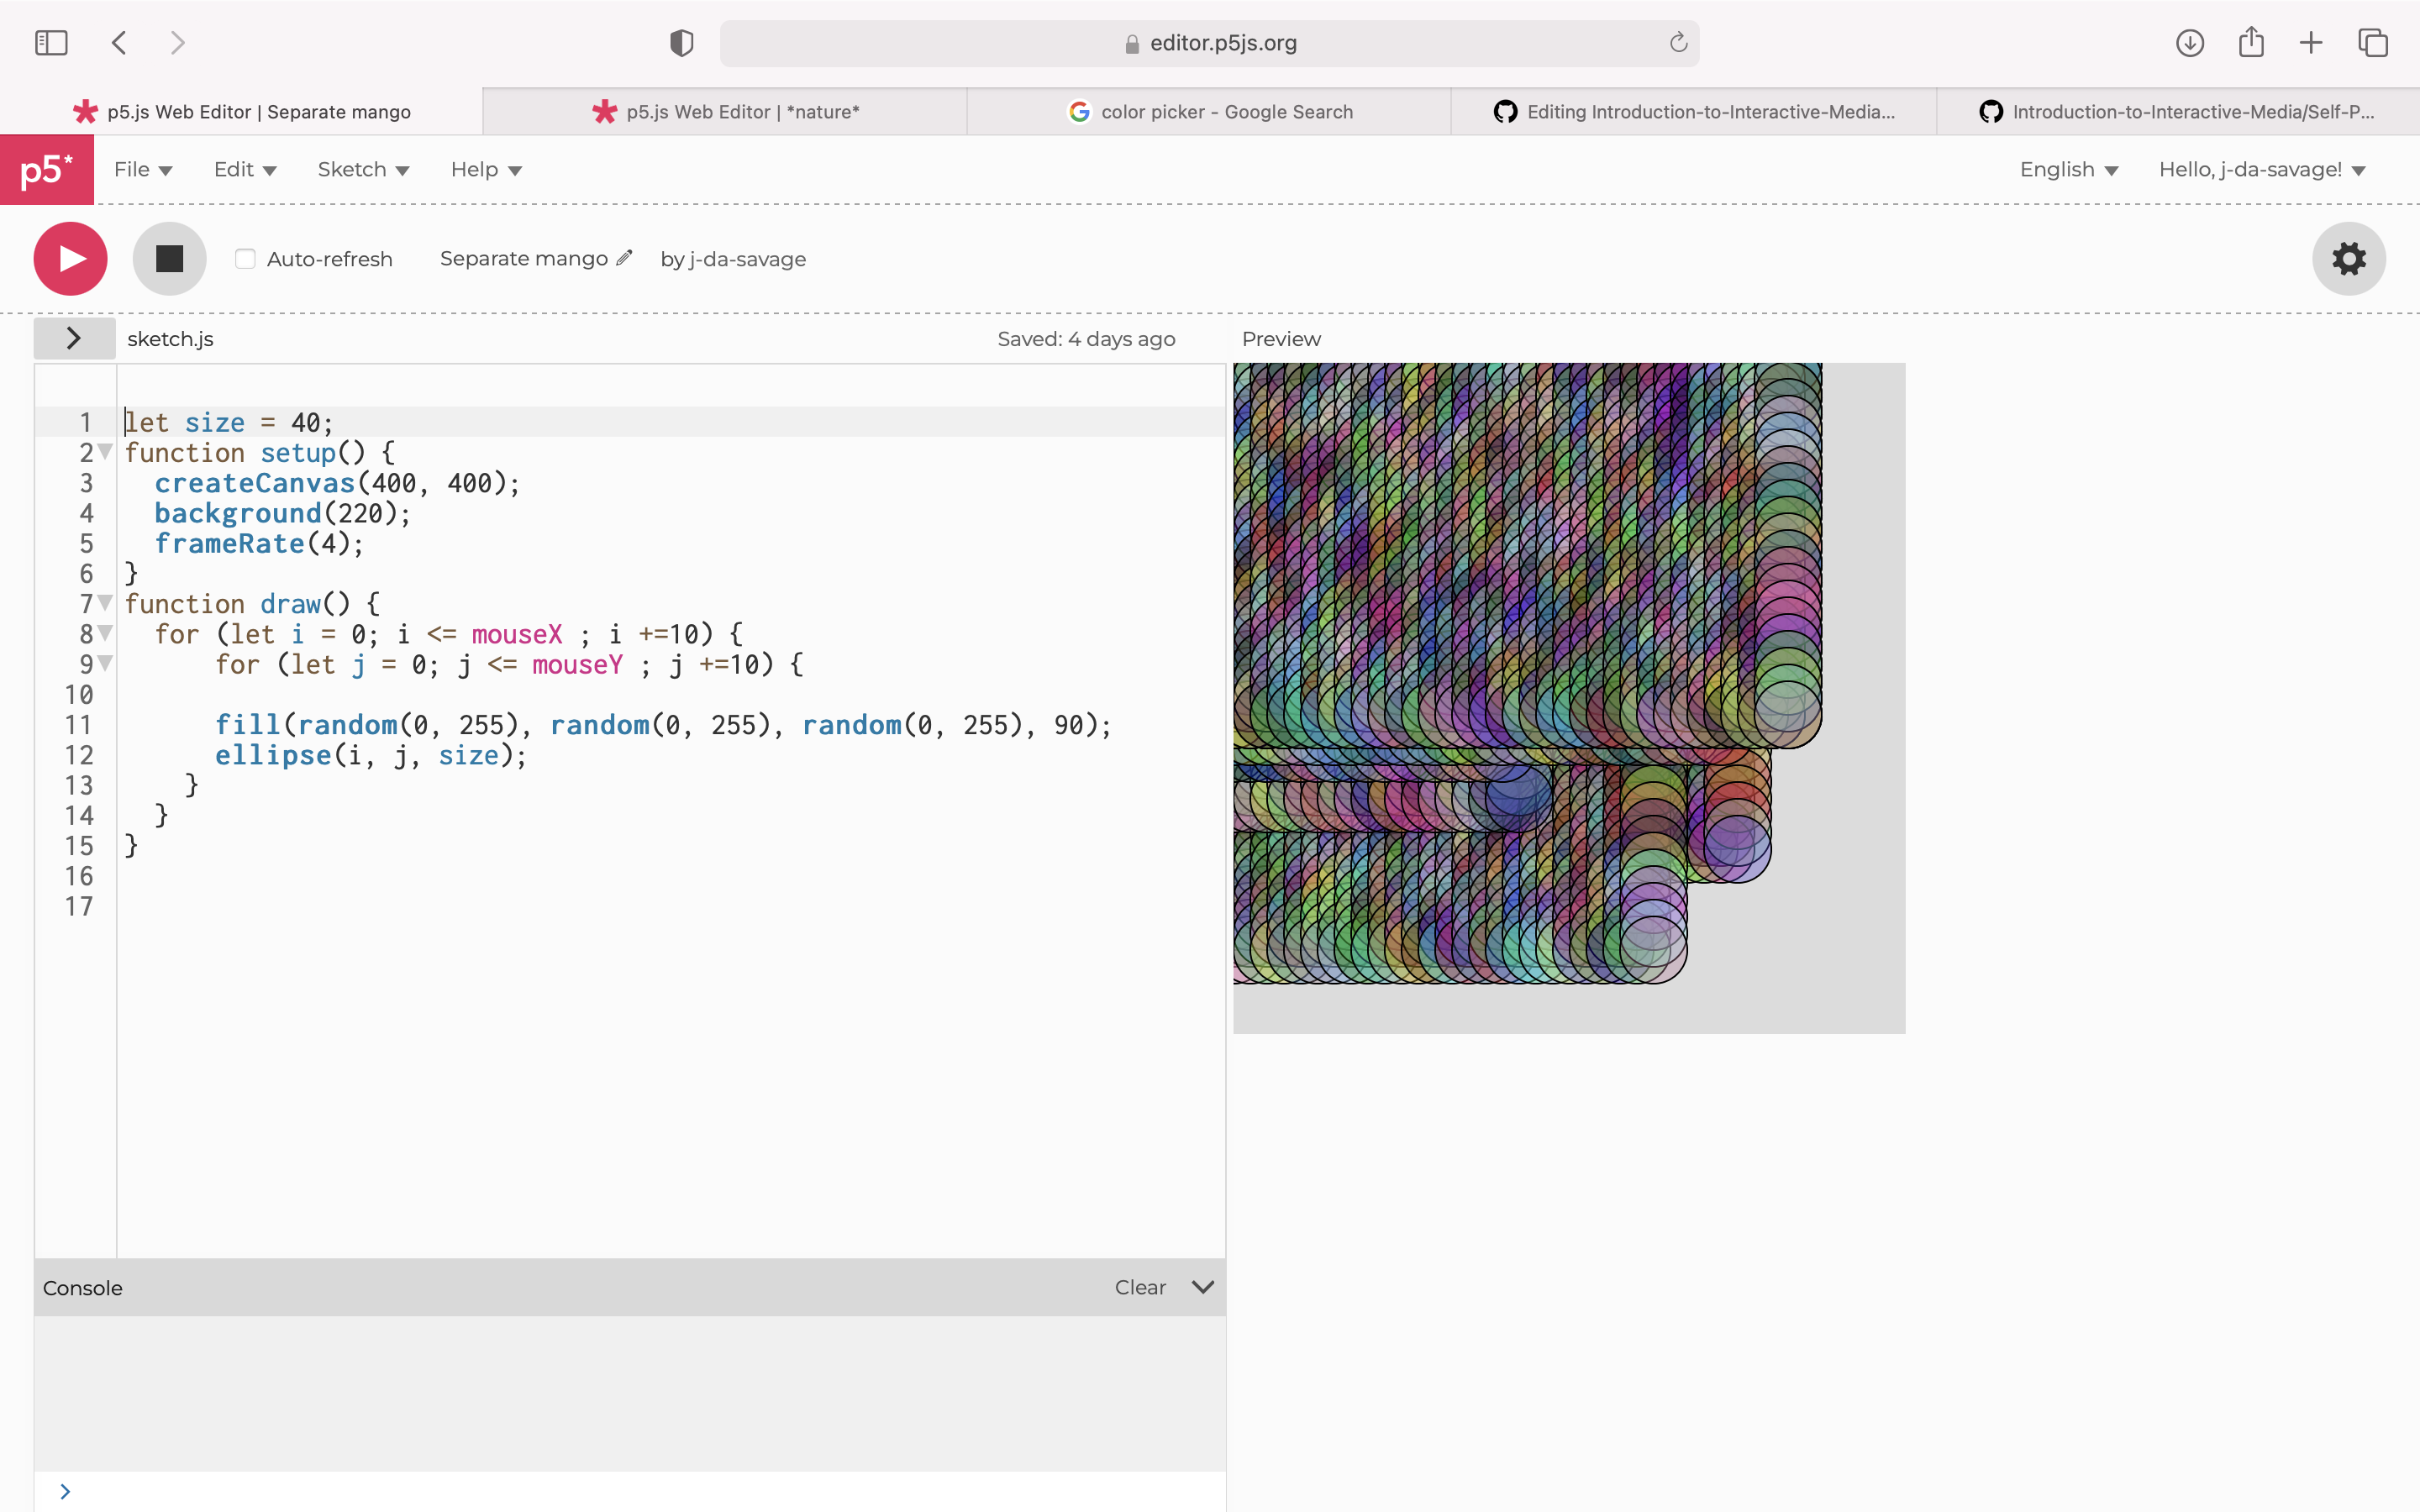 editor.p5js.org
p5.js Web Editor | Separate mango
p5.js Web Editor | *nature*
color picker - Google Search
Editing Introduction-to-Interactive-Media...
Introduction-to-Interactive-Media/Self-P...
p5* File Edit Sketch Help English Hello, j-da-savage!
Auto-refresh Separate mango by j-da-savage
sketch.js Saved: 4 days ago Preview
1 let size = 40;
2 function setup() {
3 createCanvas(400, 400);
4 background(220);
5 frameRate(4);
6 }
7 function draw() {
8 for (let i = 0; i <= mouseX ; i +=10) {
9 for (let j = 0; j <= mouseY ; j +=10) {
10
11 fill(random(0, 255), random(0, 255), random(0, 255), 90);
12 ellipse(i, j, size);
13 }
14 }
15 }
16
17
Console Clear
>